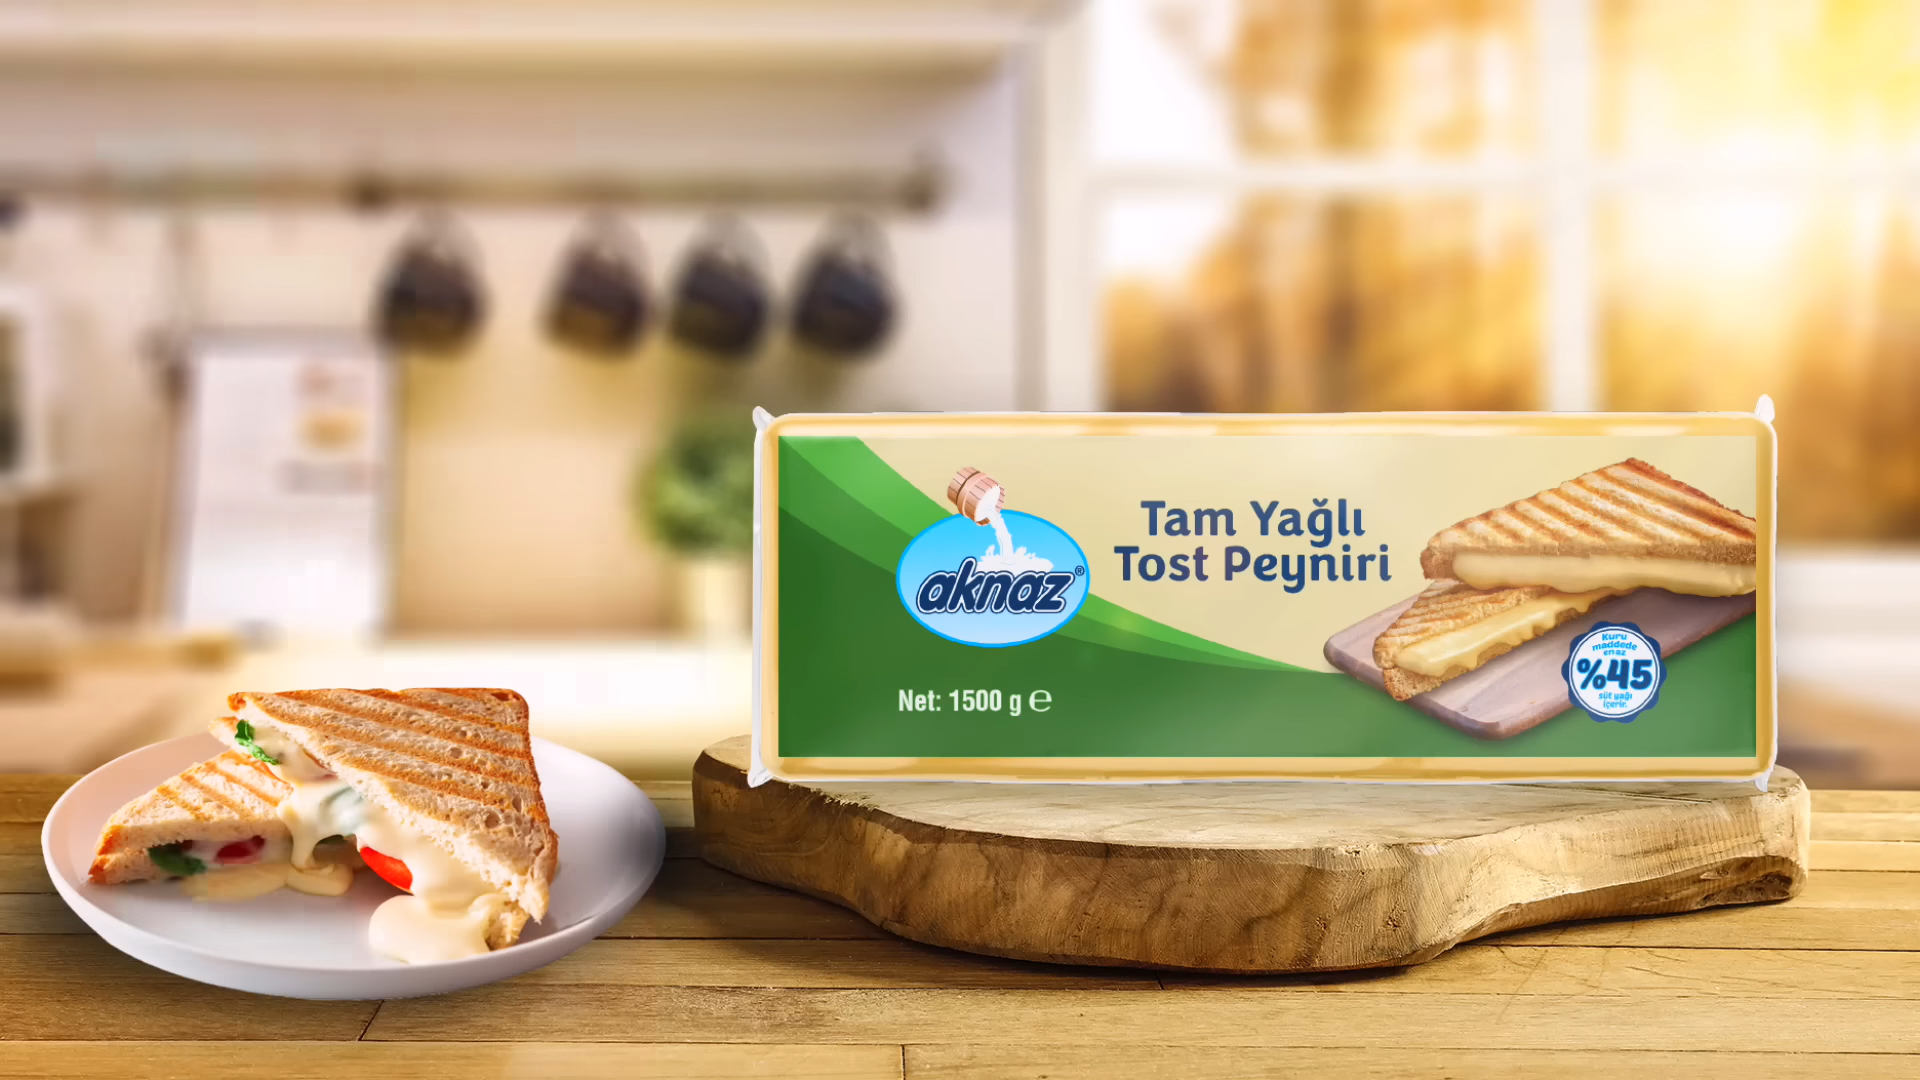 aknaz®
Tam Yağlı
Tost Peyniri
Net: 1500 g ℮
Kuru
maddede
en az
%45
süt yağı
içerir.